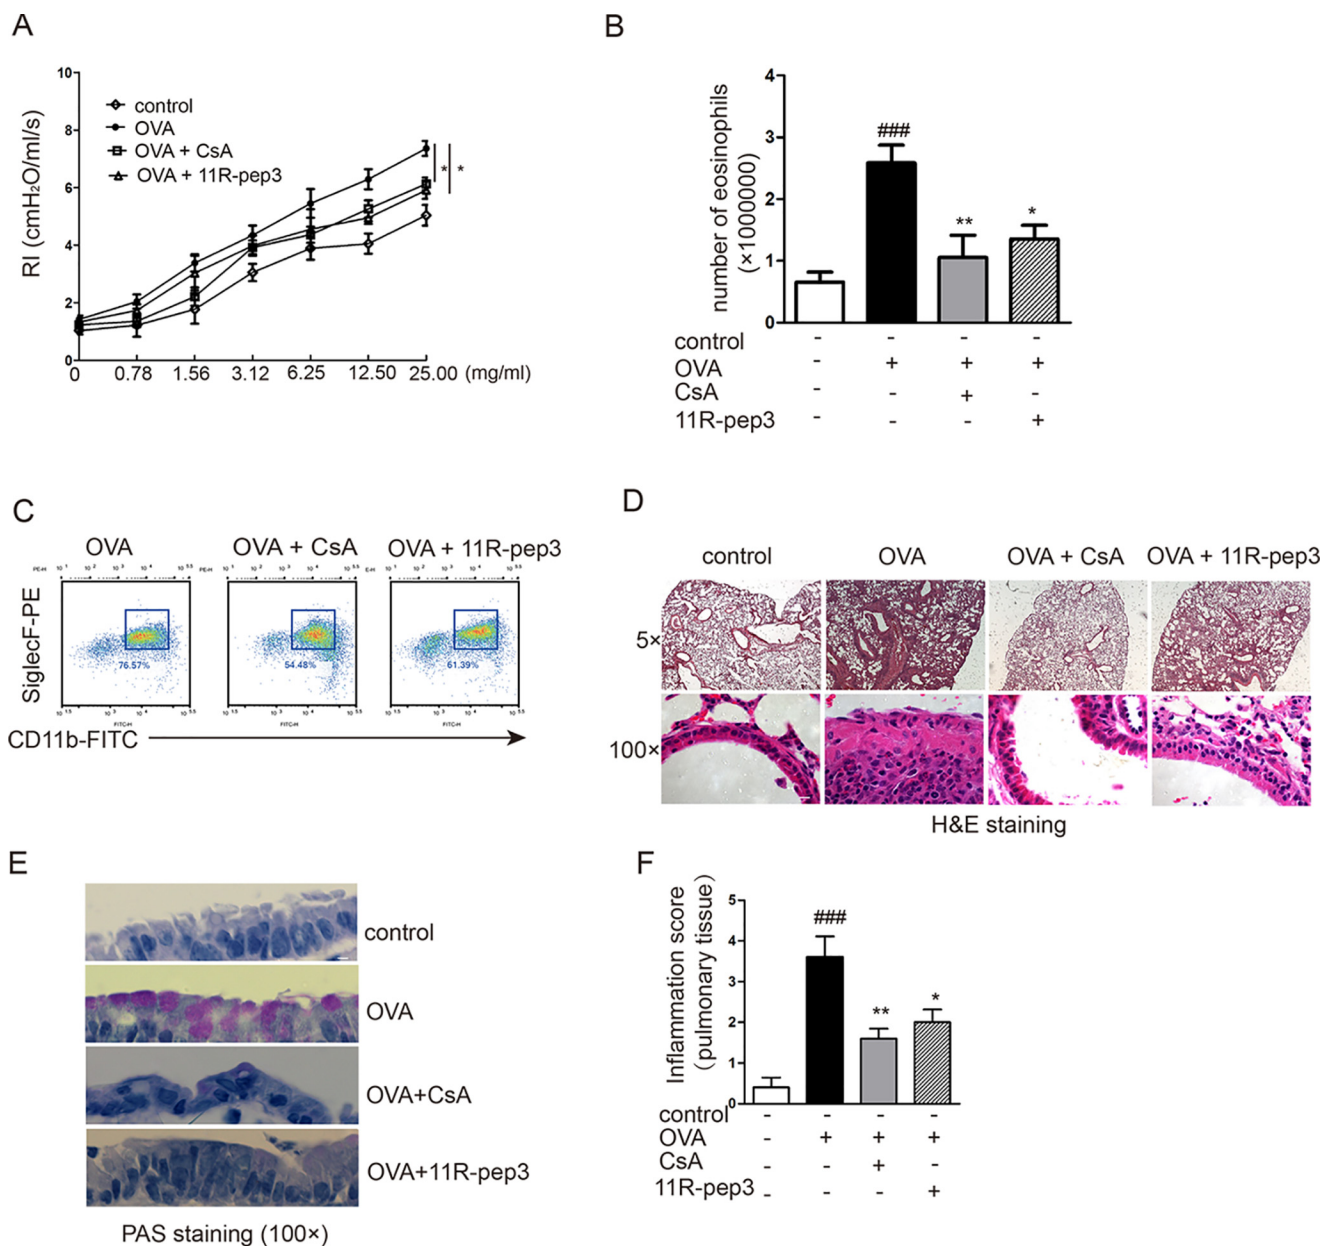 A
10
8
6
4
2
0
RI (cmH₂O/ml/s)
control
OVA
OVA + CsA
OVA + 11R-pep3
* *
0 0.78 1.56 3.12 6.25 12.50 25.00 (mg/ml)
B
number of eosinophils
(×1000000)
4
3
2
1
0
###
**
*
control - - - -
OVA - + + +
CsA - - + -
11R-pep3 - - - +
C
OVA
OVA + CsA
OVA + 11R-pep3
SiglecF-PE
76.57%
54.48%
61.39%
FITC-H
FITC-H
FITC-H
CD11b-FITC
D
control OVA OVA + CsA OVA + 11R-pep3
5×
100×
H&E staining
E
control
OVA
OVA+CsA
OVA+11R-pep3
PAS staining (100×)
F
Inflammation score
(pulmonary tissue)
5
4
3
2
1
0
###
**
*
control - - - -
OVA - + + +
CsA - - + -
11R-pep3 - - - +